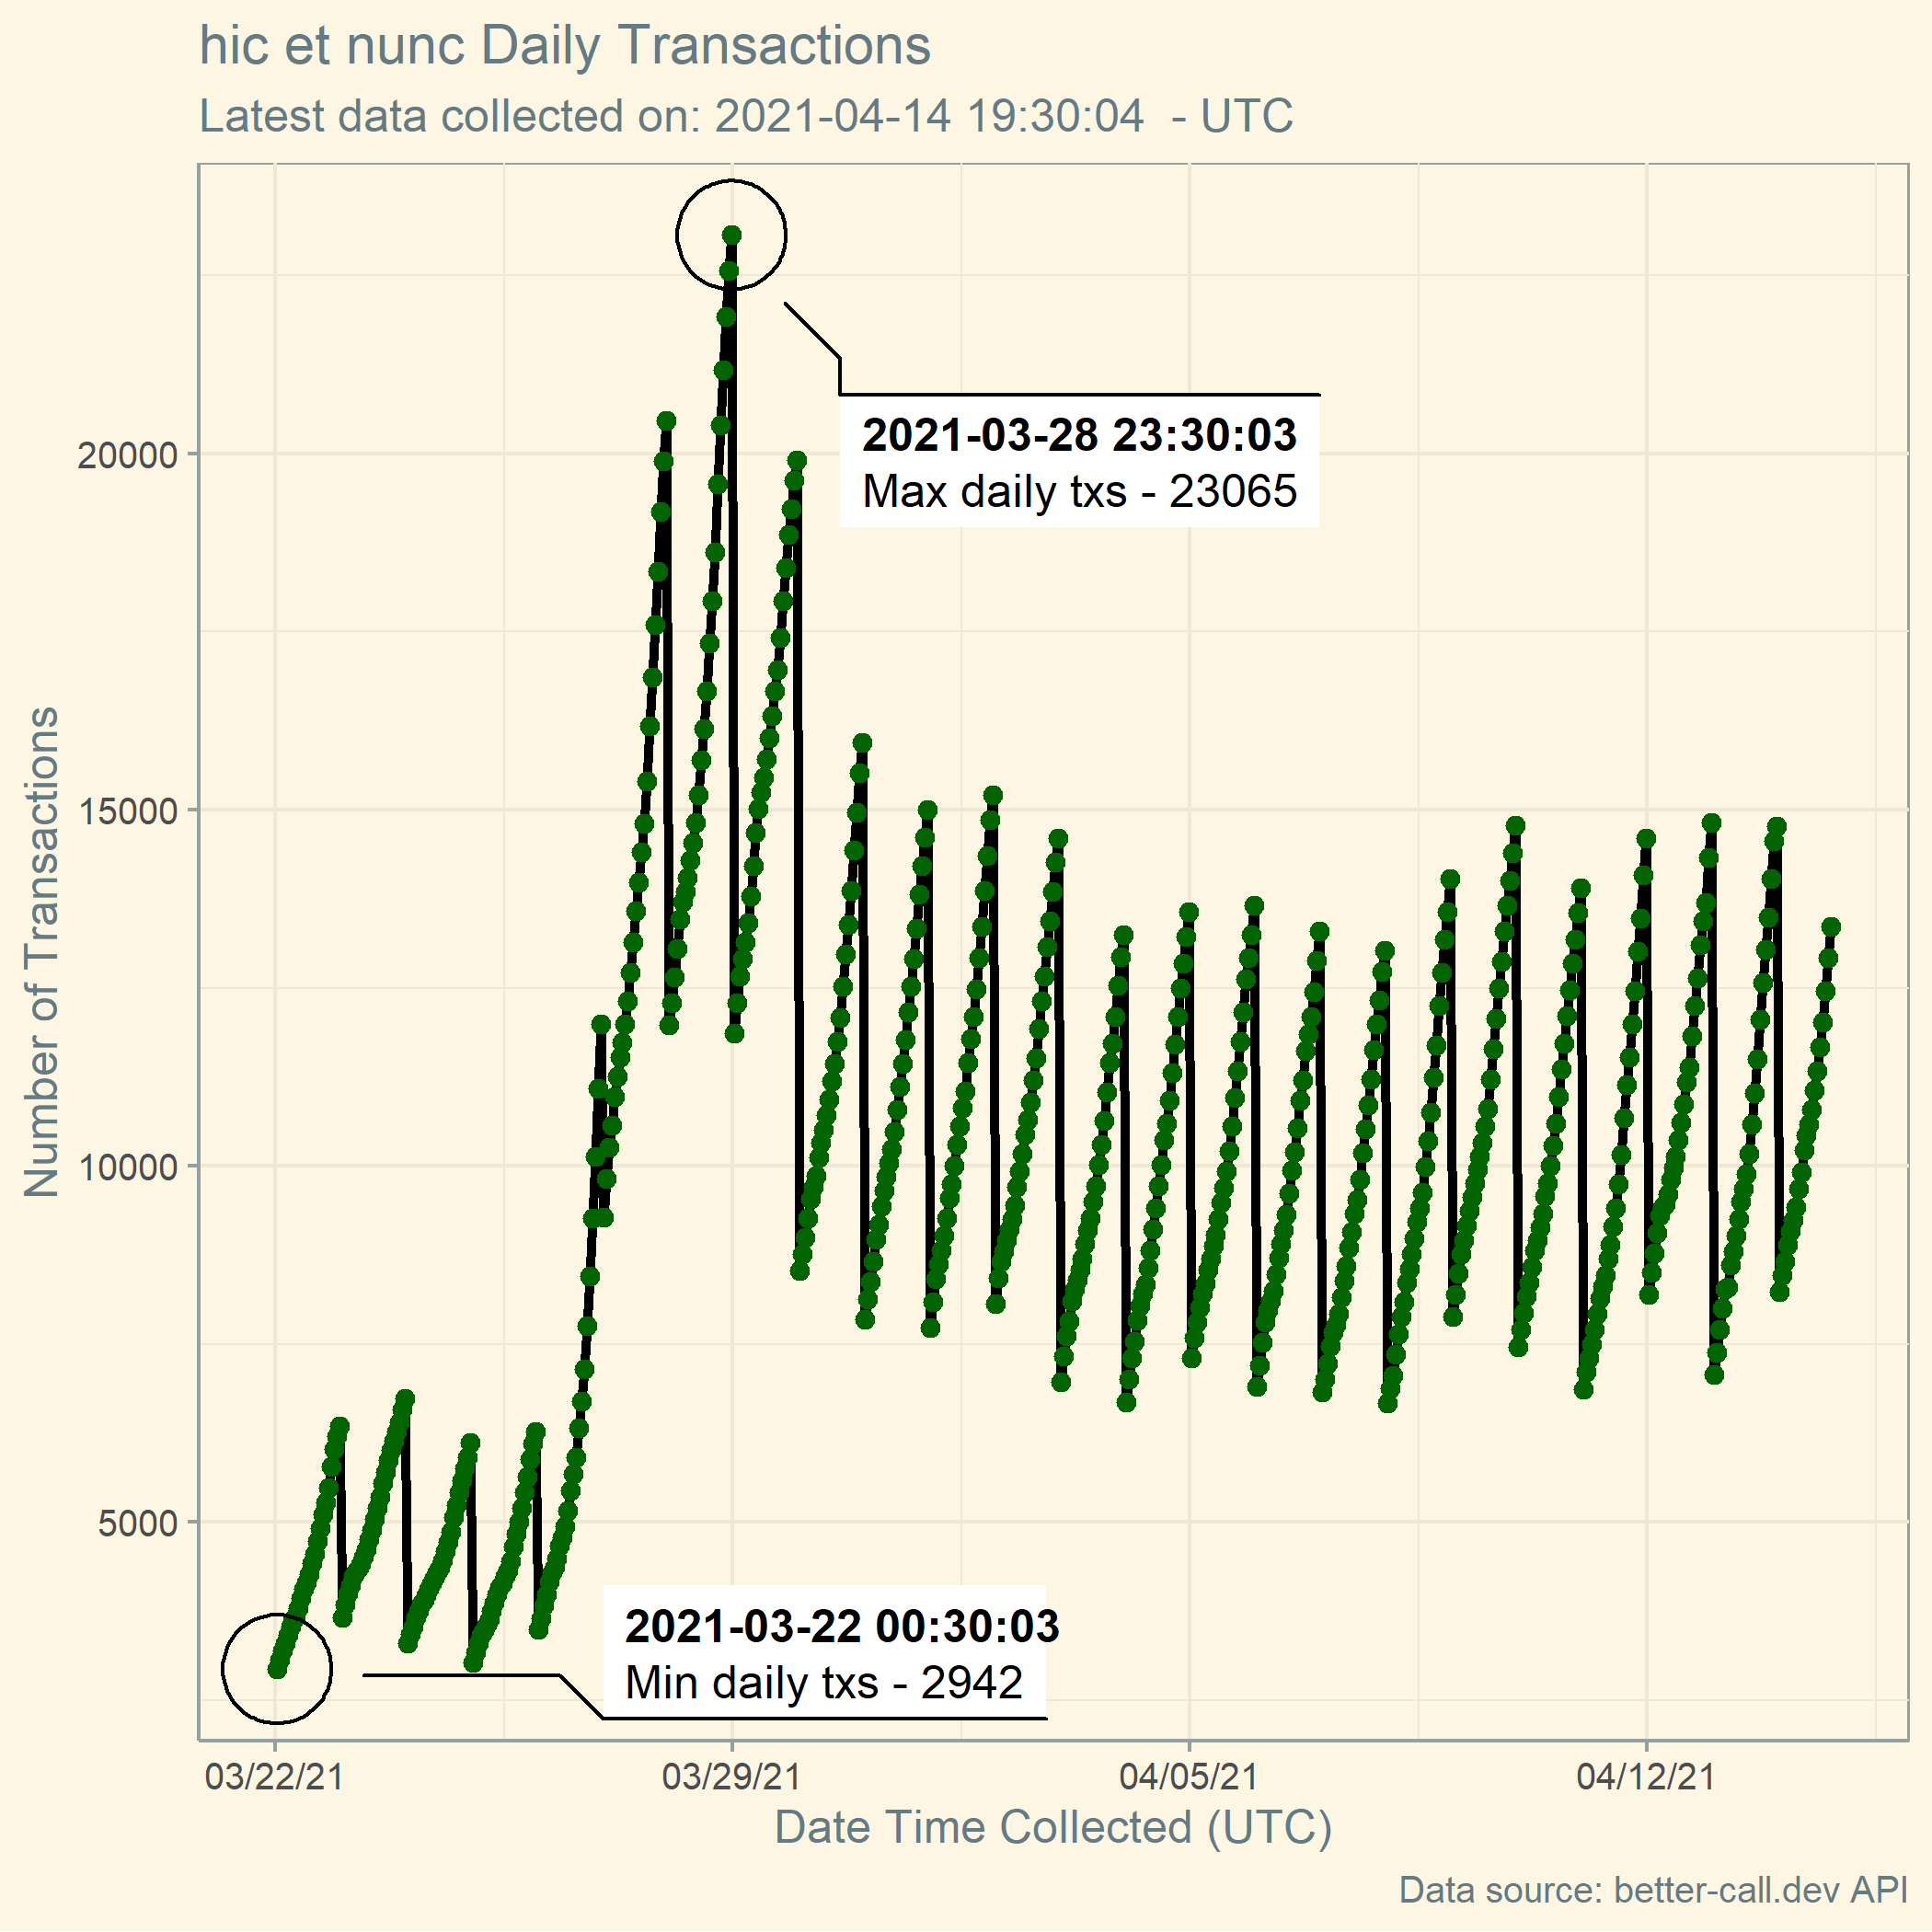 hic et nunc Daily Transactions
Latest data collected on: 2021-04-14 19:30:04 - UTC
2021-03-28 23:30:03
Max daily txs - 23065
20000
15000
10000
5000
Number of Transactions
2021-03-22 00:30:03
Min daily txs - 2942
03/22/21
03/29/21
04/05/21
04/12/21
Date Time Collected (UTC)
Data source: better-call.dev API